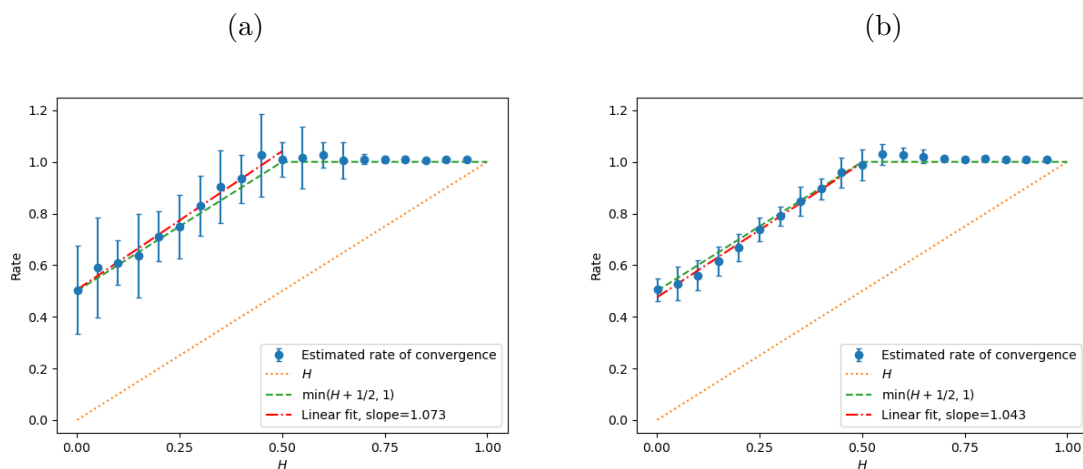 (a)
(b)
1.2
1.0
0.8
0.6
0.4
0.2
0.0
Rate
Estimated rate of convergence
H
min(H + 1/2, 1)
Linear fit, slope=1.073
0.00 0.25 0.50 0.75 1.00
H
1.2
1.0
0.8
0.6
0.4
0.2
0.0
Rate
Estimated rate of convergence
H
min(H + 1/2, 1)
Linear fit, slope=1.043
0.00 0.25 0.50 0.75 1.00
H